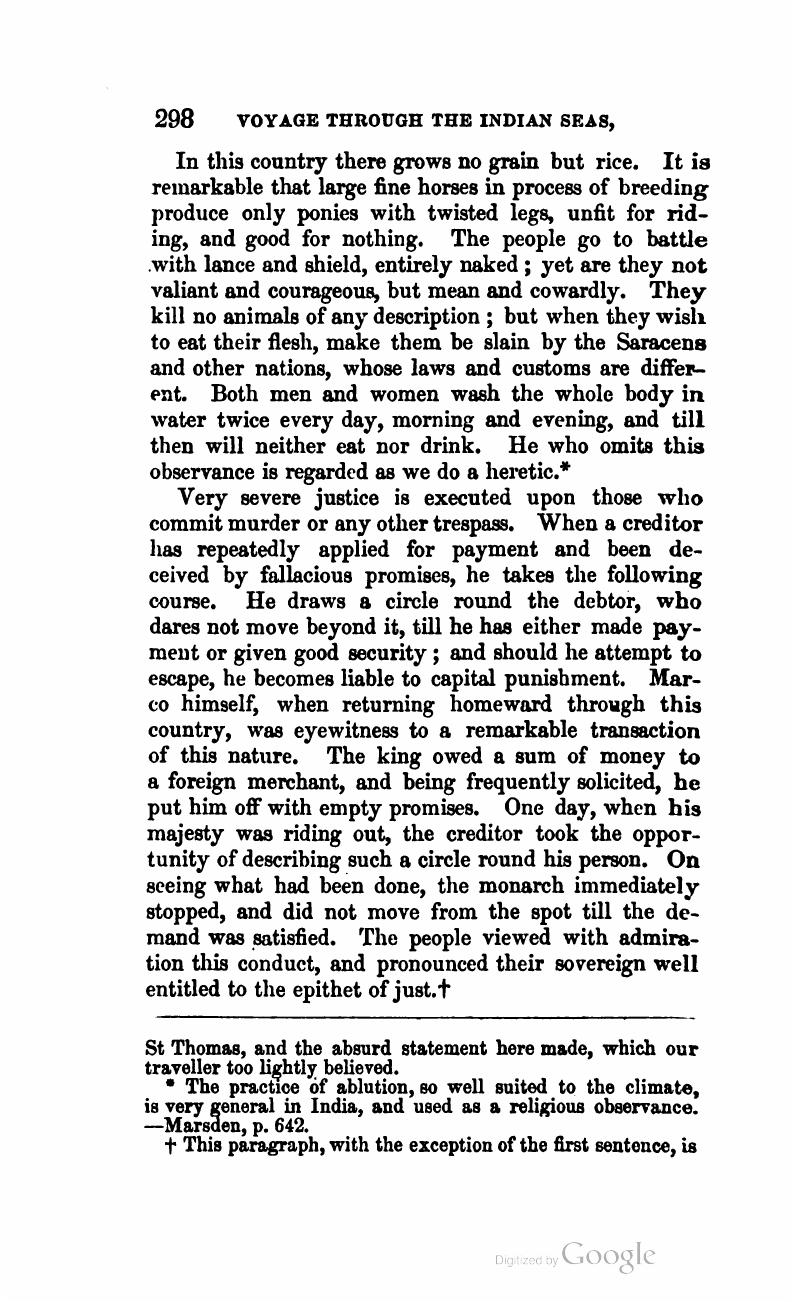 298 VOYAGE THROUGH THE INDIAN SEAS,
In this country there grows no grain but rice. It is
remarkable that large fine horses in process of breeding
produce only ponies with twisted legs, unfit for rid-
ing, and good for nothing. The people go to battle
.with lance and shield, entirely naked ; yet are they not
valiant and courageous, but mean and cowardly. They
kill no animals of any description ; but when they wish
to eat their flesh, make them be slain by the Saracens
and other nations, whose laws and customs are differ-
ent. Both men and women wash the whole body in
water twice every day, morning and evening, and till
then will neither eat nor drink. He who omits this
observance is regarded as we do a heretic.*
Very severe justice is executed upon those who
commit murder or any other trespass. When a creditor
has repeatedly applied for payment and been de-
ceived by fallacious promises, he takes the following
course. He draws a circle round the debtor, who
dares not move beyond it, till he has either made pay-
ment or given good security ; and should he attempt to
escape, he becomes liable to capital punishment. Mar-
co himself, when returning homeward through this
country, was eyewitness to a remarkable transaction
of this nature. The king owed a sum of money to
a foreign merchant, and being frequently solicited, he
put him off with empty promises. One day, when his
majesty was riding out, the creditor took the oppor-
tunity of describing such a circle round his person. On
seeing what had been done, the monarch immediately
stopped, and did not move from the spot till the de-
mand was satisfied. The people viewed with admira-
tion this conduct, and pronounced their sovereign well
entitled to the epithet of just.†
St Thomas, and the absurd statement here made, which our
traveller too lightly believed.
* The practice of ablution, so well suited to the climate,
is very general in India, and used as a religious observance.
—Marsden, p. 642.
† This paragraph, with the exception of the first sentence, is
Digitized by Google